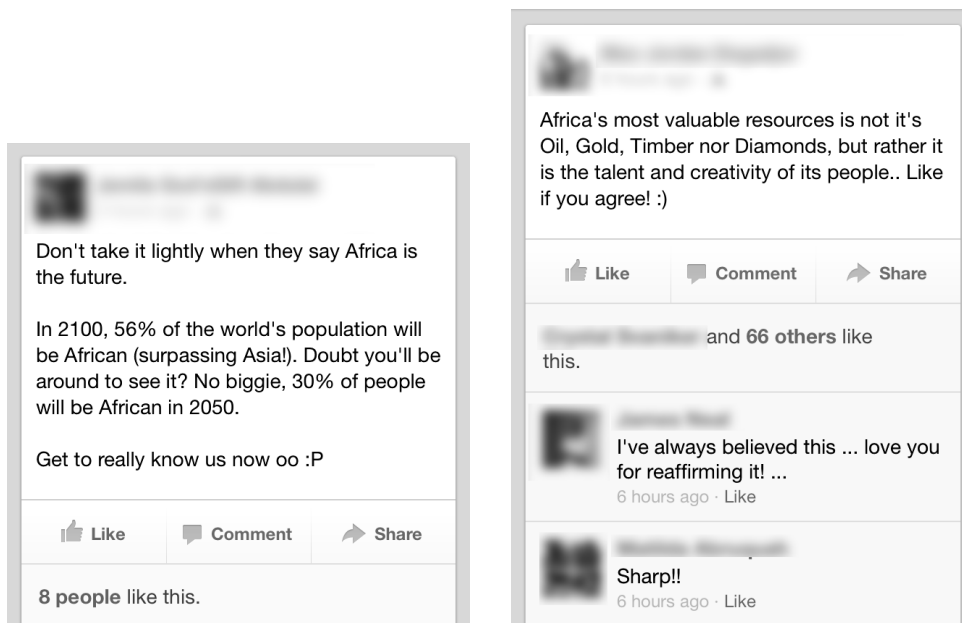 Don't take it lightly when they say Africa is
the future.
In 2100, 56% of the world's population will
be African (surpassing Asia!). Doubt you'll be
around to see it? No biggie, 30% of people
will be African in 2050.
Get to really know us now oo :P
Like Comment Share
8 people like this.
Africa's most valuable resources is not it's
Oil, Gold, Timber nor Diamonds, but rather it
is the talent and creativity of its people.. Like
if you agree! :)
Like Comment Share
and 66 others like
this.
I've always believed this ... love you
for reaffirming it! ...
6 hours ago · Like
Sharp!!
6 hours ago · Like